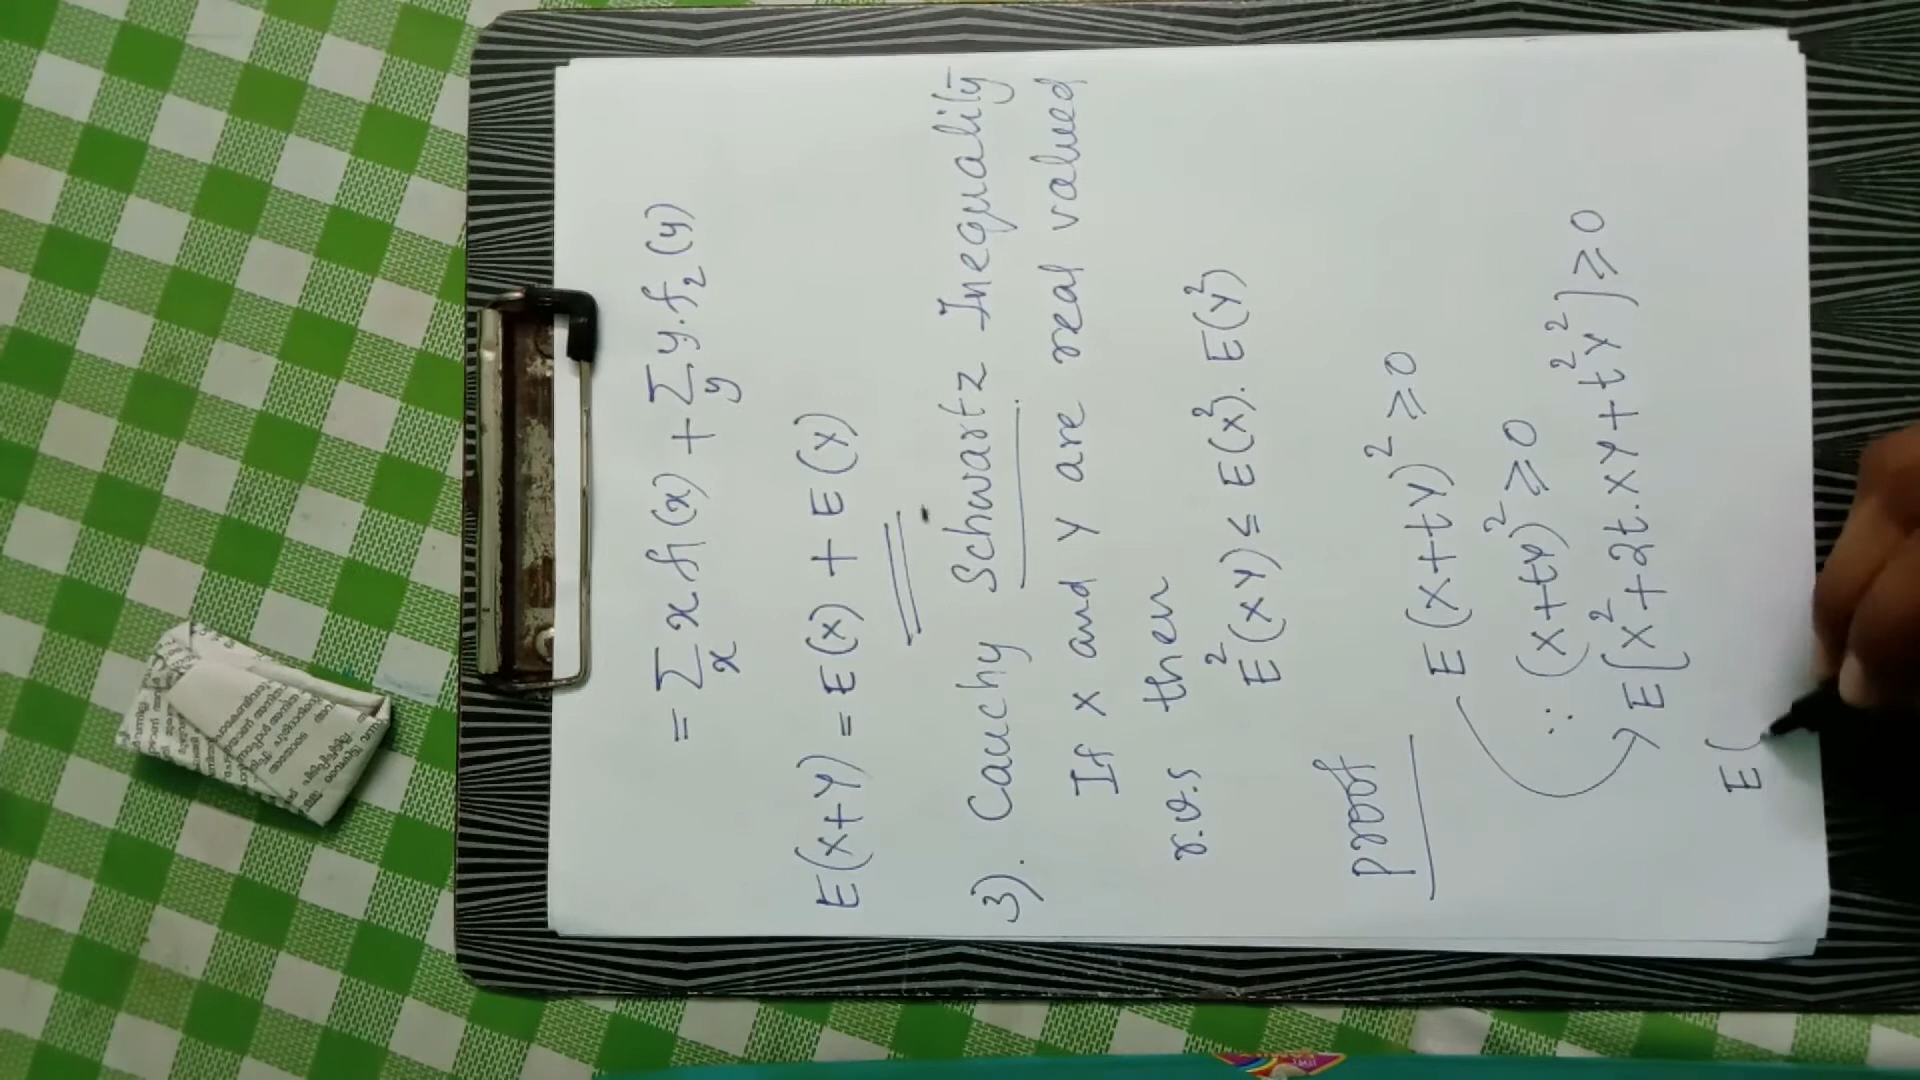 = Σ_x x f₁(x) + Σ_y y. f₂(y)
E(X+Y) = E(X) + E(Y)
3). Cauchy Schwartz Inequality
If X and Y are real valued
r.v.s then
E²(XY) ≤ E(X²). E(Y²)
proof
E(X+tY)² ≥ 0
∵ (X+tY)² ≥ 0
E[X²+2t.XY+t²Y²] ≥ 0
E(